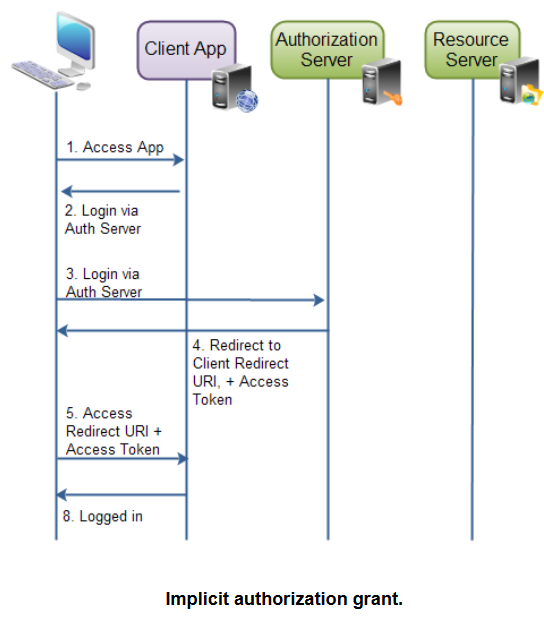 Client App
Authorization
Server
Resource
Server
1. Access App
2. Login via
Auth Server
3. Login via
Auth Server
4. Redirect to
Client Redirect
URI, + Access
Token
5. Access
Redirect URI +
Access Token
8. Logged in
Implicit authorization grant.